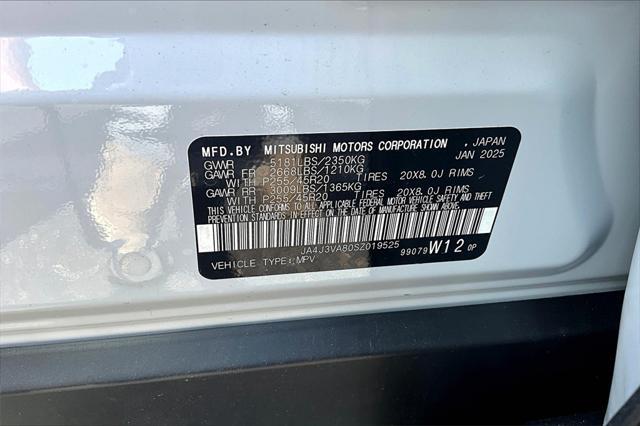 MFD.BY MITSUBISHI MOTORS CORPORATION , JAPAN
GVWR 5181LBS/2350KG JAN 2025
GAWR FR 2668LBS/1210KG
WITH P255/45R20 TIRES 20X8.0J RIMS
GAWR RR 3009LBS/1365KG
WITH P255/45R20 TIRES 20X8.0J RIMS
THIS VEHICLE CONFORMS TO ALL APPLICABLE FEDERAL MOTOR VEHICLE SAFETY AND THEFT
PREVENTION STANDARDS IN EFFECT ON THE DATE OF MANUFACTURE SHOWN ABOVE.
JA4J3VA80SZ019525
VEHICLE TYPE:MPV 99079 W12 0P